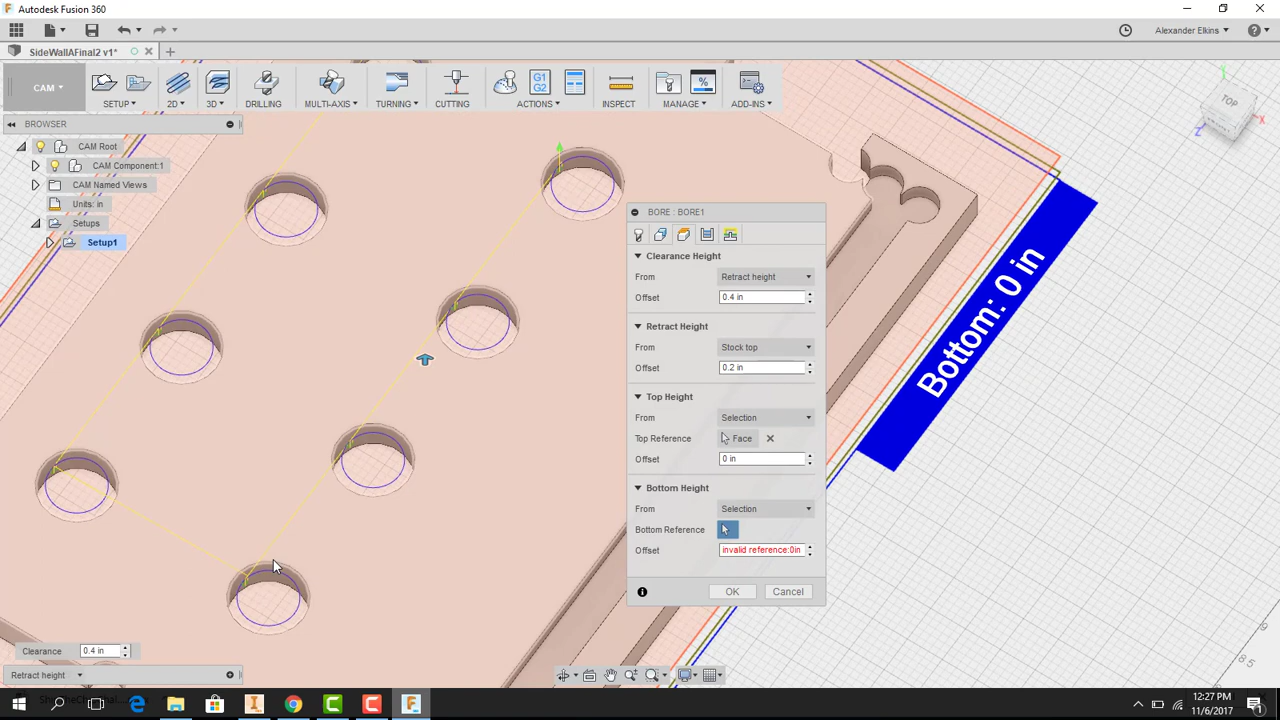 Autodesk Fusion 360
Alexander Elkins
SideWallAFinal2 v1*
CAM
SETUP
2D
3D
DRILLING
MULTI-AXIS
TURNING
CUTTING
G1
G2
ACTIONS
INSPECT
MANAGE
ADD-INS
BROWSER
CAM Root
CAM Component:1
CAM Named Views
Units: in
Setups
Setup1
TOP
X
Z
BORE : BORE1
Clearance Height
From Retract height
Offset 0.4 in
Retract Height
From Stock top
Offset 0.2 in
Top Height
From Selection
Top Reference Face
Offset 0 in
Bottom Height
From Selection
Bottom Reference
Offset invalid reference:0in
OK Cancel
Bottom: 0 in
Clearance 0.4 in
Retract height
12:27 PM
11/6/2017